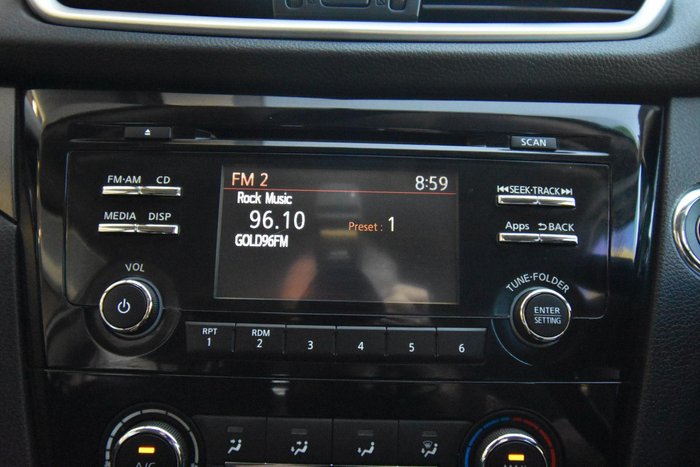 SCAN
FM·AM CD
MEDIA DISP
VOL
FM 2 8:59
Rock Music
96.10 Preset : 1
GOLD96FM
SEEK·TRACK
Apps BACK
TUNE·FOLDER
ENTER
SETTING
RPT
1
RDM
2
3
4
5
6
A/C
MAX